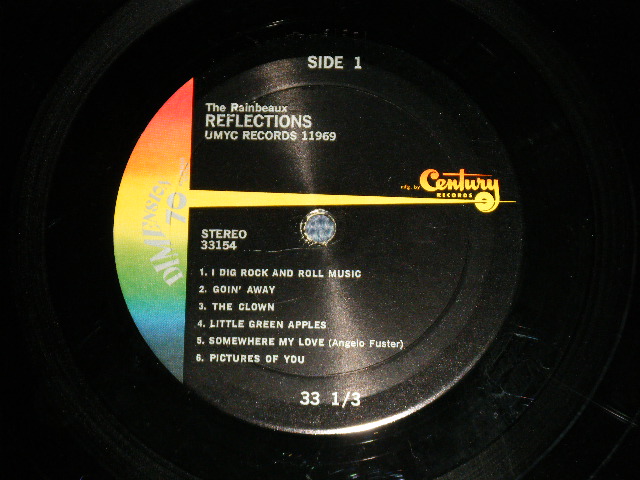 SIDE 1
The Rainbeaux
REFLECTIONS
UMYC RECORDS 11969
mfg. by Century
RECORDS
DIMENSION
70
STEREO
33154
1. I DIG ROCK AND ROLL MUSIC
2. GOIN' AWAY
3. THE CLOWN
4. LITTLE GREEN APPLES
5. SOMEWHERE MY LOVE (Angelo Fuster)
6. PICTURES OF YOU
33 1/3